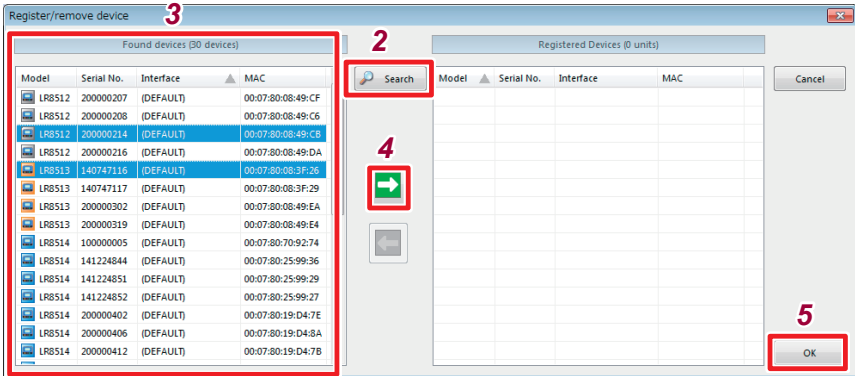 Register/remove device
3
Found devices (30 devices)
2
Registered Devices (0 units)
Model Serial No. Interface MAC
Search
Model Serial No. Interface MAC
Cancel
LR8512 200000207 (DEFAULT) 00:07:80:08:49:CF
LR8512 200000208 (DEFAULT) 00:07:80:08:49:C6
LR8512 200000214 (DEFAULT) 00:07:80:08:49:CB
LR8512 200000216 (DEFAULT) 00:07:80:08:49:DA
4
LR8513 140747116 (DEFAULT) 00:07:80:08:3F:26
LR8513 140747117 (DEFAULT) 00:07:80:08:3F:29
LR8513 200000302 (DEFAULT) 00:07:80:08:49:EA
LR8513 200000319 (DEFAULT) 00:07:80:08:49:E4
LR8514 100000005 (DEFAULT) 00:07:80:70:92:74
LR8514 141224844 (DEFAULT) 00:07:80:25:99:36
LR8514 141224851 (DEFAULT) 00:07:80:25:99:29
LR8514 141224852 (DEFAULT) 00:07:80:25:99:27
LR8514 200000402 (DEFAULT) 00:07:80:19:D4:7E
LR8514 200000406 (DEFAULT) 00:07:80:19:D4:8A
LR8514 200000412 (DEFAULT) 00:07:80:19:D4:7B
5
OK